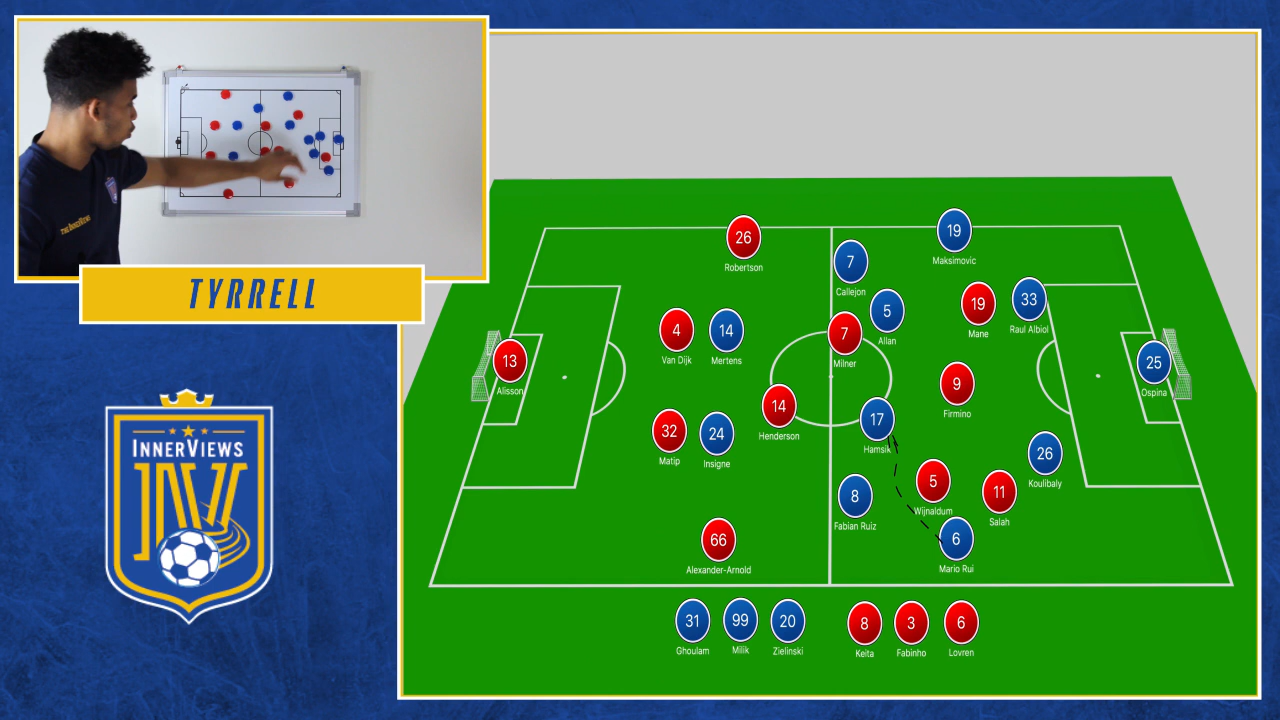 TYRRELL
INNERVIEWS
IV
26
Robertson
19
Maksimovic
7
Callejon
5
Allan
19
Mane
33
Raul Albiol
4
Van Dijk
14
Mertens
7
Milner
13
Alisson
25
Ospina
9
Firmino
14
Henderson
17
Hamsik
32
Matip
24
Insigne
26
Koulibaly
5
Wijnaldum
11
Salah
8
Fabian Ruiz
66
Alexander-Arnold
6
Mario Rui
31
Ghoulam
99
Milik
20
Zielinski
8
Keita
3
Fabinho
6
Lovren